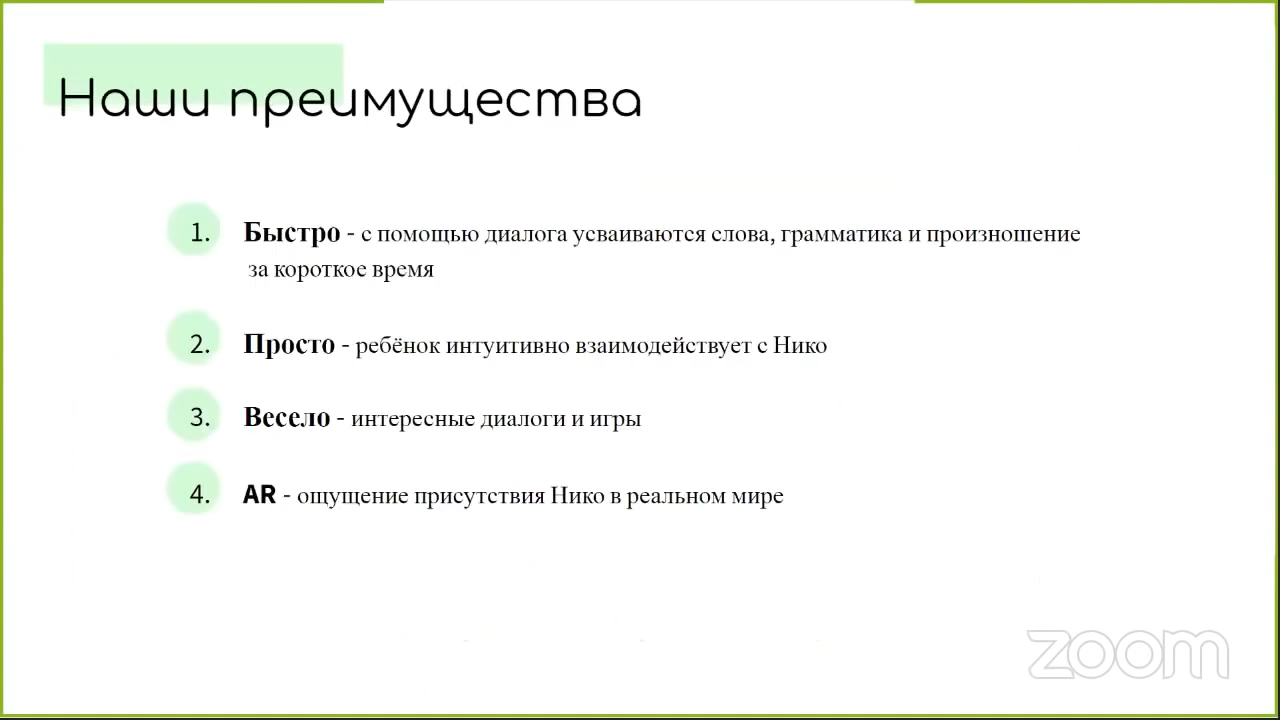 Наши преимущества
1. Быстро - с помощью диалога усваиваются слова, грамматика и произношение
за короткое время
2. Просто - ребёнок интуитивно взаимодействует с Нико
3. Весело - интересные диалоги и игры
4. AR - ощущение присутствия Нико в реальном мире
zoom